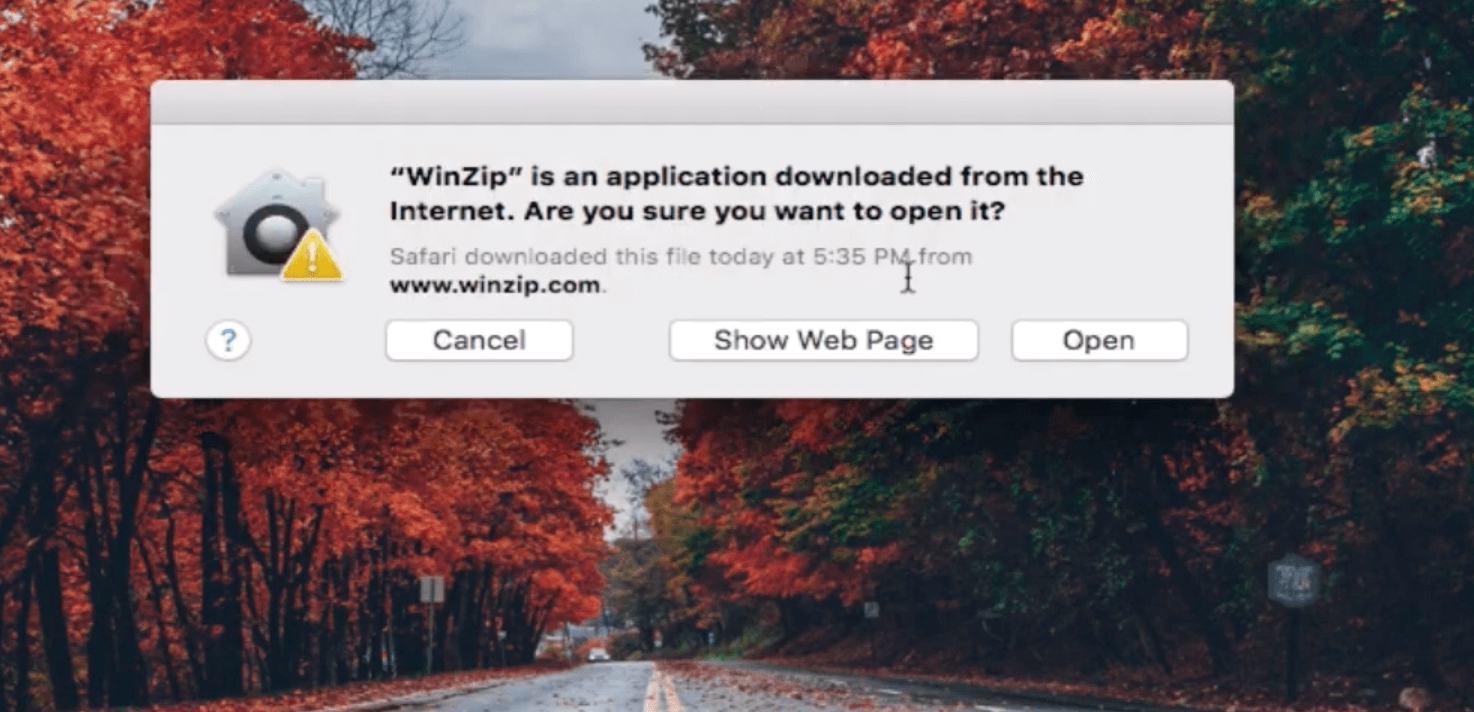 “WinZip” is an application downloaded from the
Internet. Are you sure you want to open it?
Safari downloaded this file today at 5:35 PM from
www.winzip.com.
?
Cancel
Show Web Page
Open